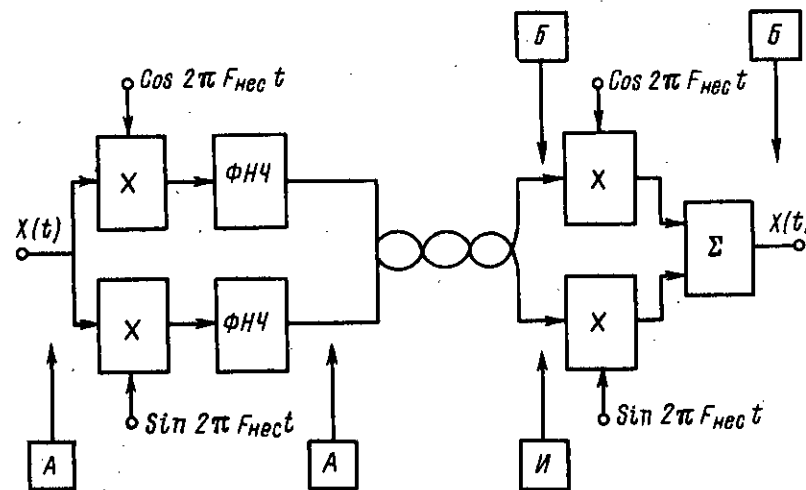 Б
Б
Cos 2π Fнес t
Cos 2π Fнес t
X
ФНЧ
X
X(t)
Σ
X(t)
X
ФНЧ
X
Sin 2π Fнес t
Sin 2π Fнес t
А
А
И